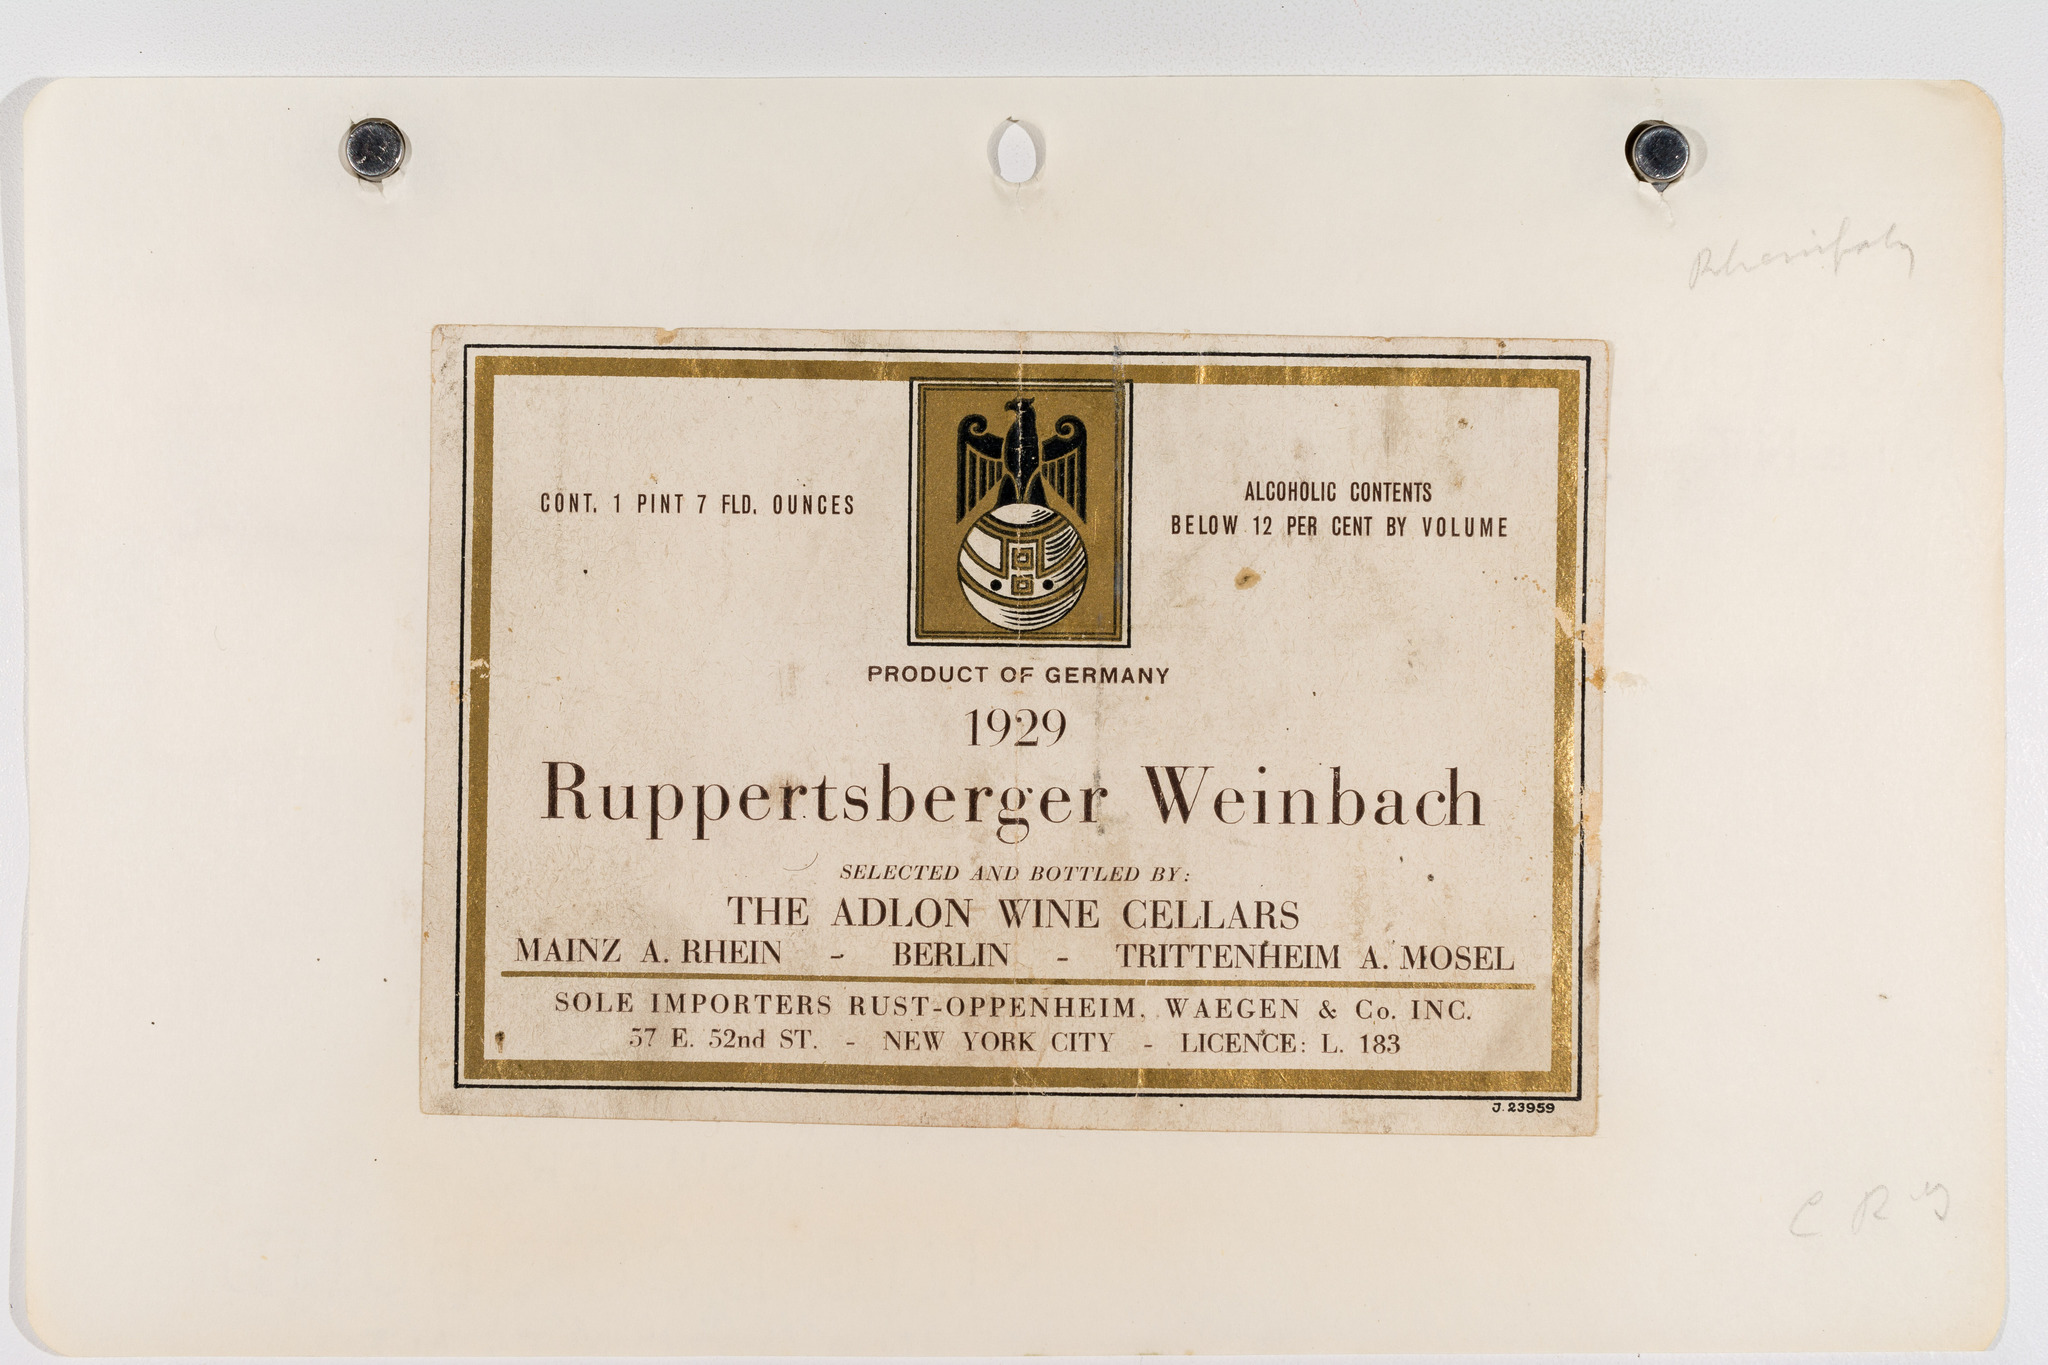 Rheinpfalz
CONT. 1 PINT 7 FLD. OUNCES
ALCOHOLIC CONTENTS
BELOW 12 PER CENT BY VOLUME
PRODUCT OF GERMANY
1929
Ruppertsberger Weinbach
SELECTED AND BOTTLED BY:
THE ADLON WINE CELLARS
MAINZ A. RHEIN - BERLIN - TRITTENHEIM A. MOSEL
SOLE IMPORTERS RUST-OPPENHEIM, WAEGEN & Co. INC.
57 E. 52nd ST. - NEW YORK CITY - LICENCE: L. 183
J. 23959